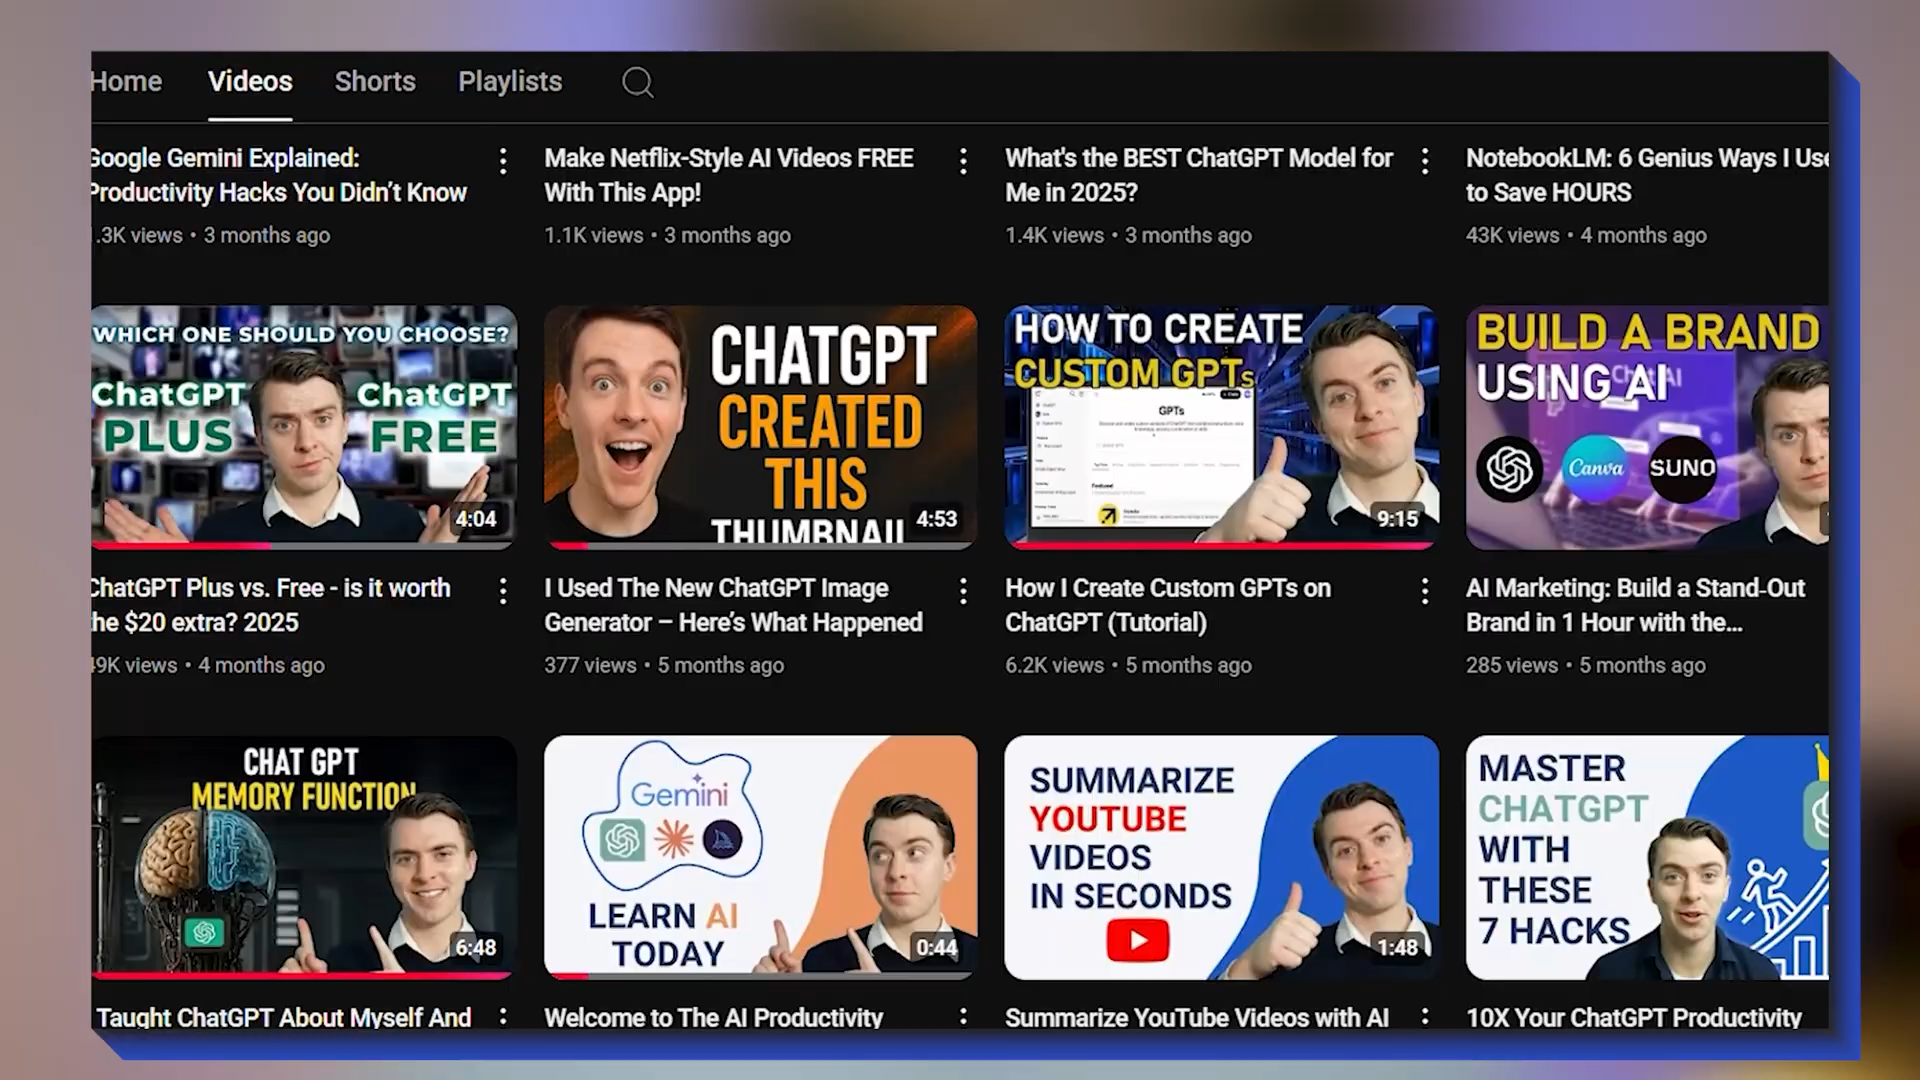 Home Videos Shorts Playlists
Google Gemini Explained:
Productivity Hacks You Didn’t Know
.3K views • 3 months ago
Make Netflix-Style AI Videos FREE
With This App!
1.1K views • 3 months ago
What's the BEST ChatGPT Model for
Me in 2025?
1.4K views • 3 months ago
NotebookLM: 6 Genius Ways I Use
to Save HOURS
43K views • 4 months ago
WHICH ONE SHOULD YOU CHOOSE?
ChatGPT ChatGPT
PLUS FREE
4:04
CHATGPT
CREATED
THIS
THUMBNAIL
4:53
HOW TO CREATE
CUSTOM GPTs
GPTs
9:15
BUILD A BRAND
USING AI
Canva
SUNO
ChatGPT Plus vs. Free - is it worth
the $20 extra? 2025
49K views • 4 months ago
I Used The New ChatGPT Image
Generator – Here’s What Happened
377 views • 5 months ago
How I Create Custom GPTs on
ChatGPT (Tutorial)
6.2K views • 5 months ago
AI Marketing: Build a Stand-Out
Brand in 1 Hour with the...
285 views • 5 months ago
CHAT GPT
MEMORY FUNCTION
6:48
Gemini
LEARN AI
TODAY
0:44
SUMMARIZE
YOUTUBE
VIDEOS
IN SECONDS
1:48
MASTER
CHATGPT
WITH
THESE
7 HACKS
Taught ChatGPT About Myself And
Welcome to The AI Productivity
Summarize YouTube Videos with AI
10X Your ChatGPT Productivity